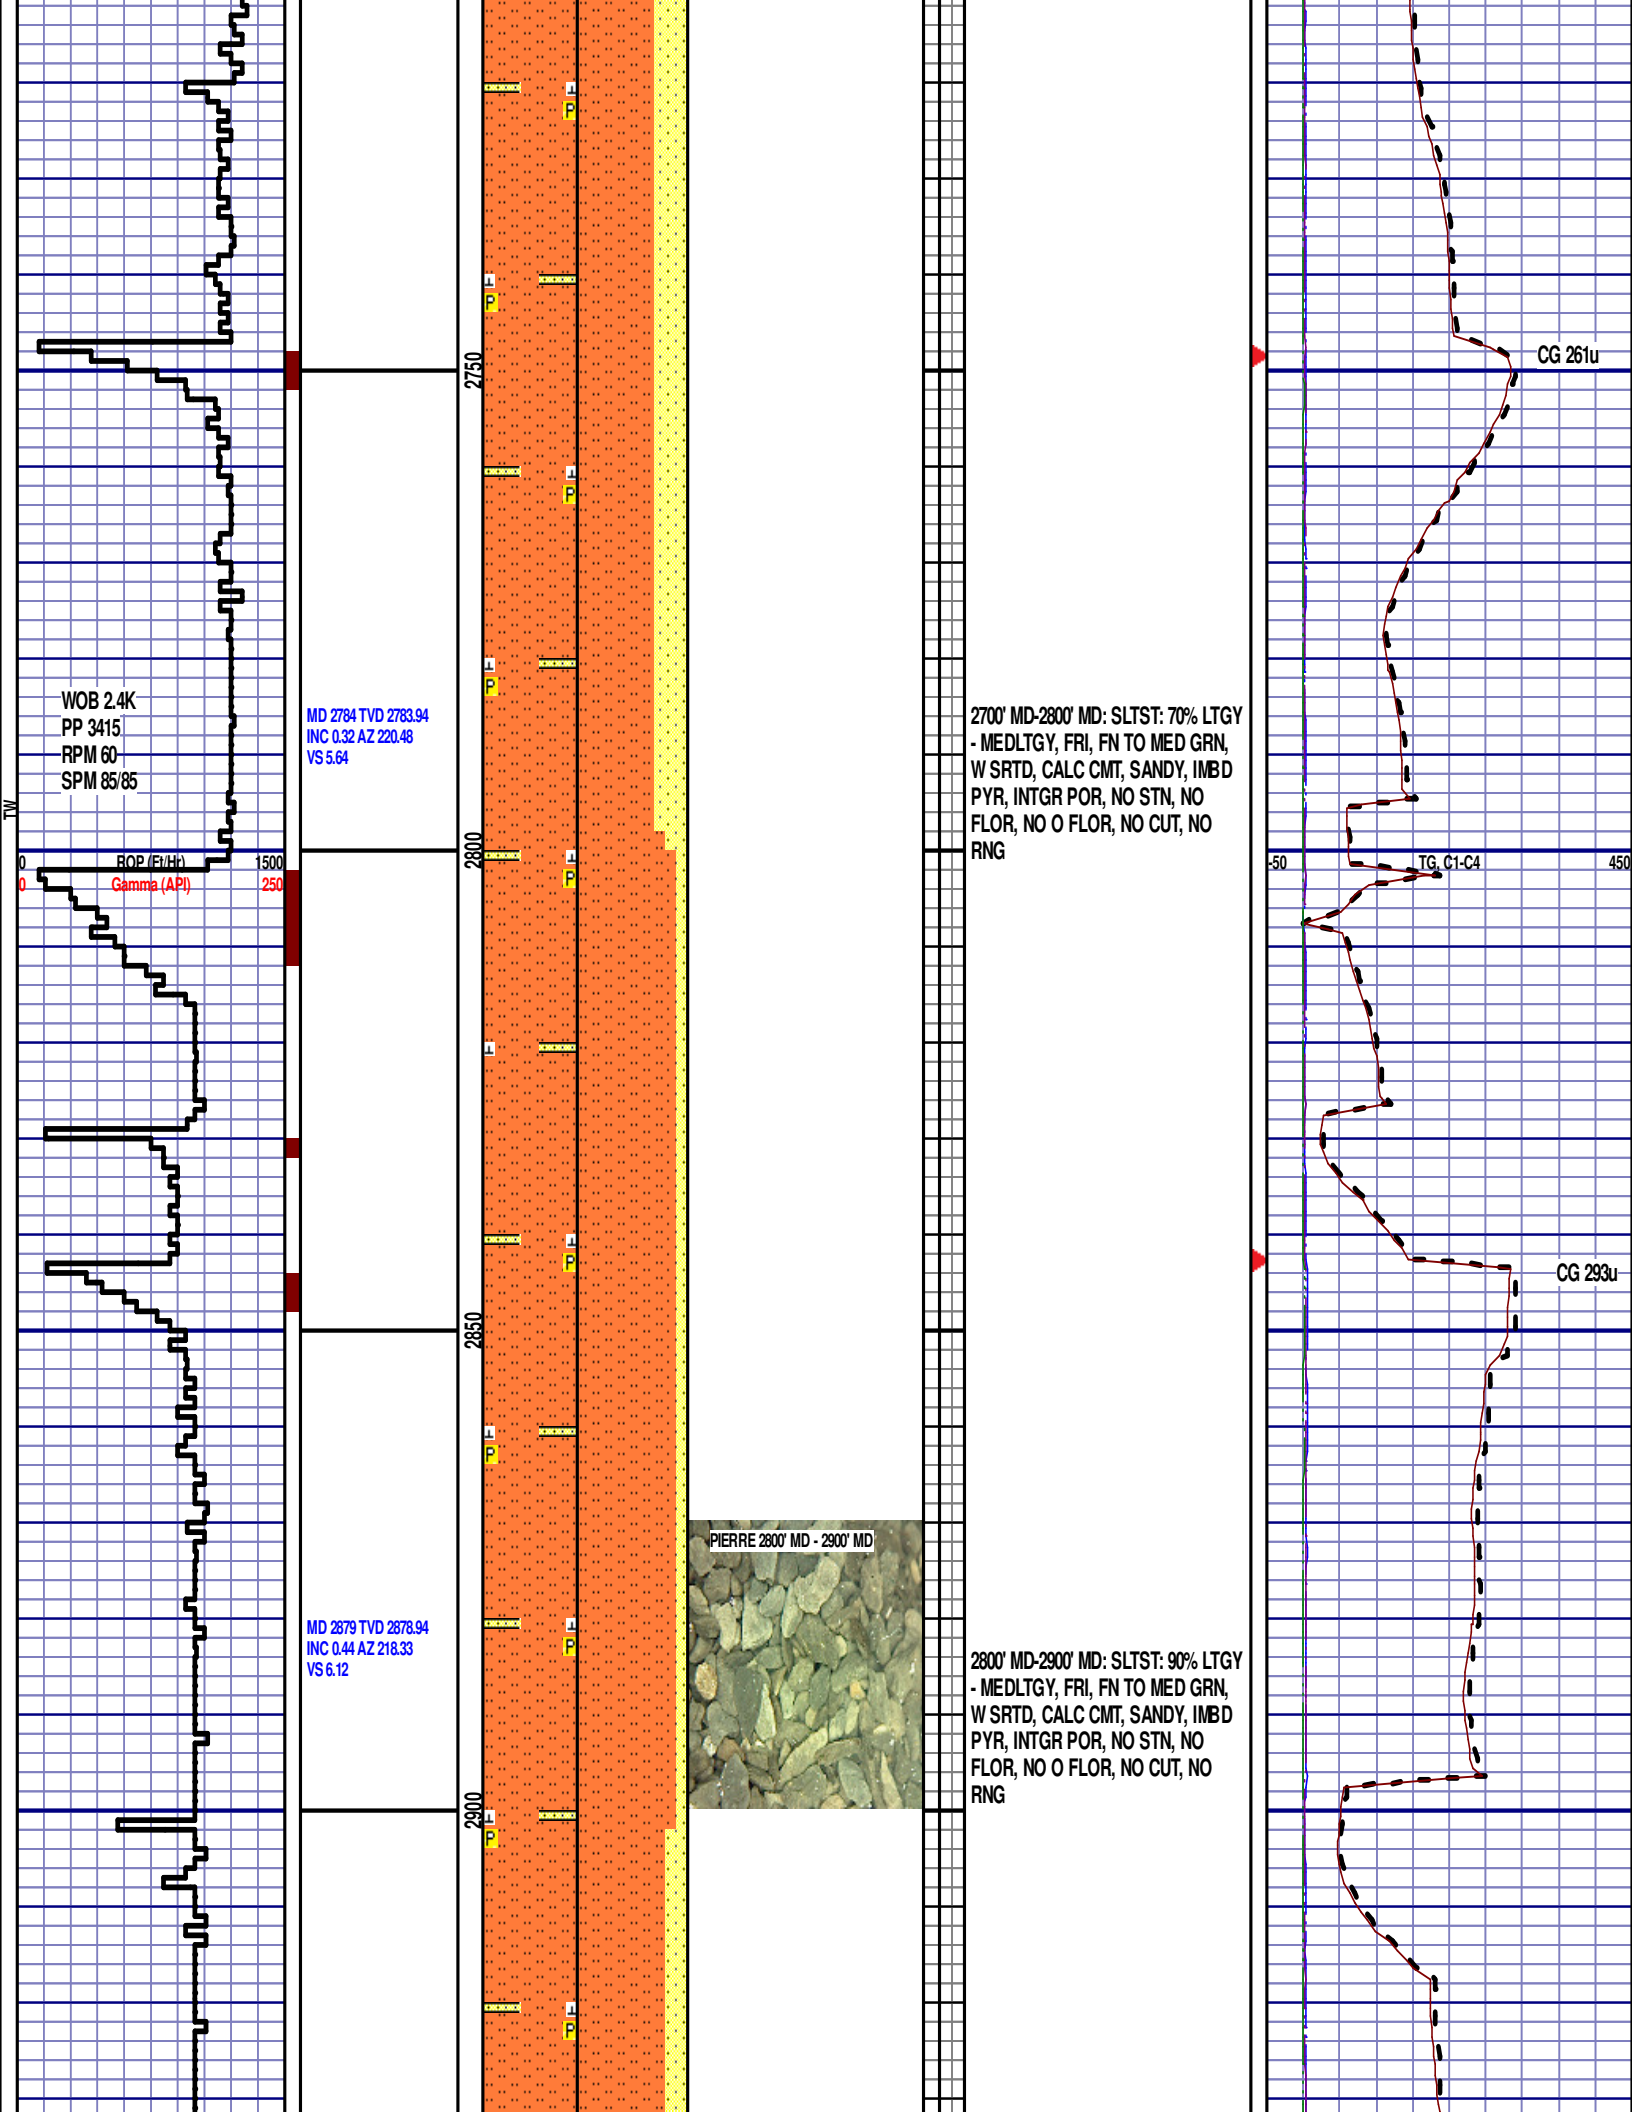 CG 261u
2750
WOB 2.4K
PP 3415
RPM 60
SPM 85/85
MD 2784 TVD 2783.94
INC 0.32 AZ 220.48
VS 5.64
2700' MD-2800' MD: SLTST: 70% LTGY
- MEDLTGY, FRI, FN TO MED GRN,
W SRTD, CALC CMT, SANDY, IMBD
PYR, INTGR POR, NO STN, NO
FLOR, NO O FLOR, NO CUT, NO
RNG
TW
2800
0 ROP (Ft/Hr) 1500
0 Gamma (API) 250
-50 TG, C1-C4 450
P
P
P
P
P
P
P
P
P
P
CG 293u
2850
PIERRE 2800' MD - 2900' MD
MD 2879 TVD 2878.94
INC 0.44 AZ 218.33
VS 6.12
2800' MD-2900' MD: SLTST: 90% LTGY
- MEDLTGY, FRI, FN TO MED GRN,
W SRTD, CALC CMT, SANDY, IMBD
PYR, INTGR POR, NO STN, NO
FLOR, NO O FLOR, NO CUT, NO
RNG
2900